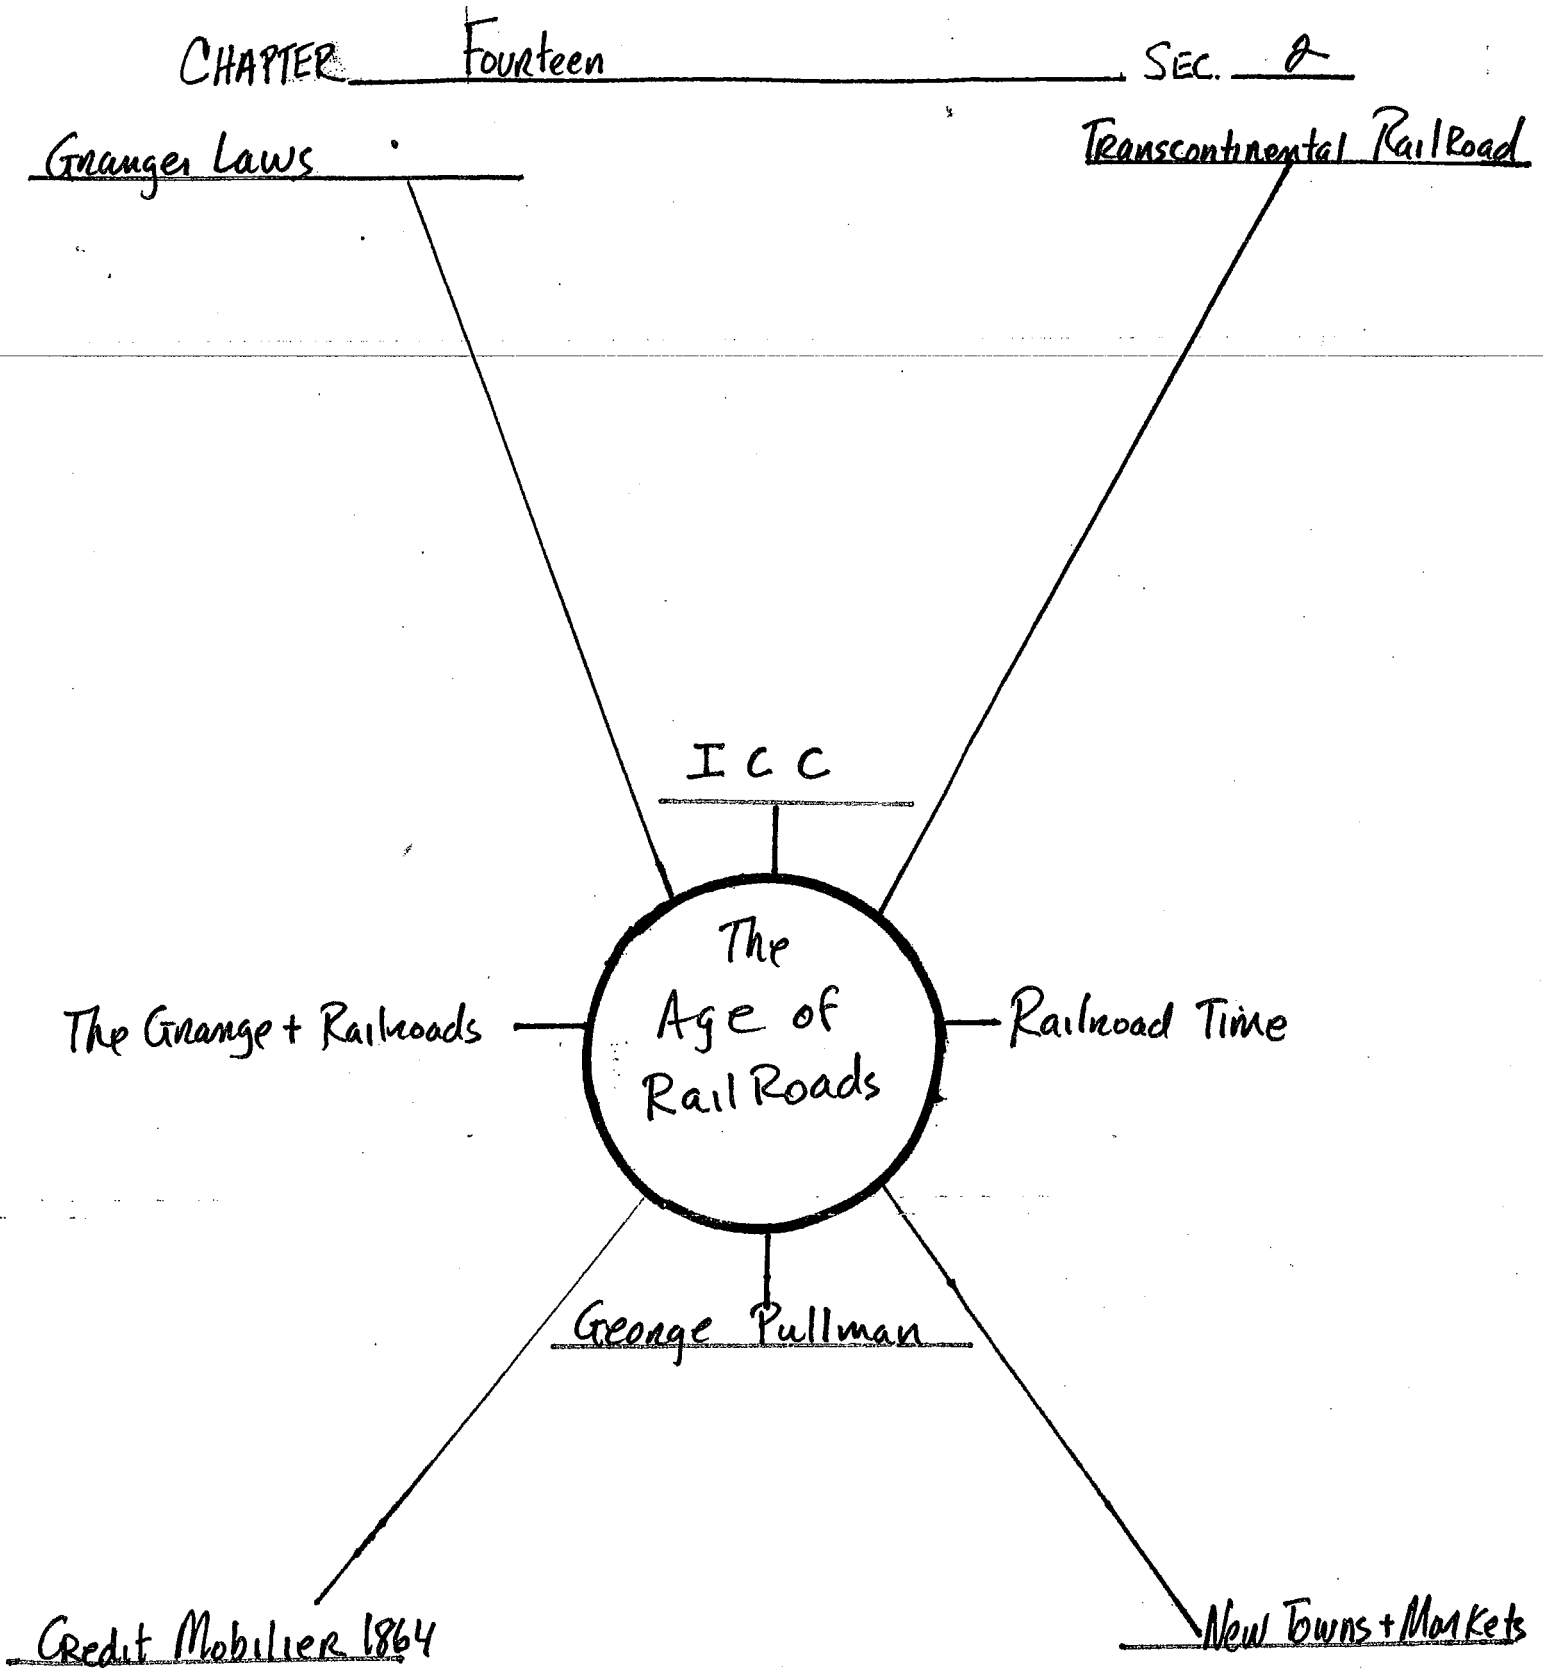 CHAPTER Fourteen SEC. 2
Granger Laws
Transcontinental RailRoad
I C C
The
Age of
RailRoads
The Grange + Railroads
Railroad Time
George Pullman
Credit Mobilier 1864
New Towns + Markets